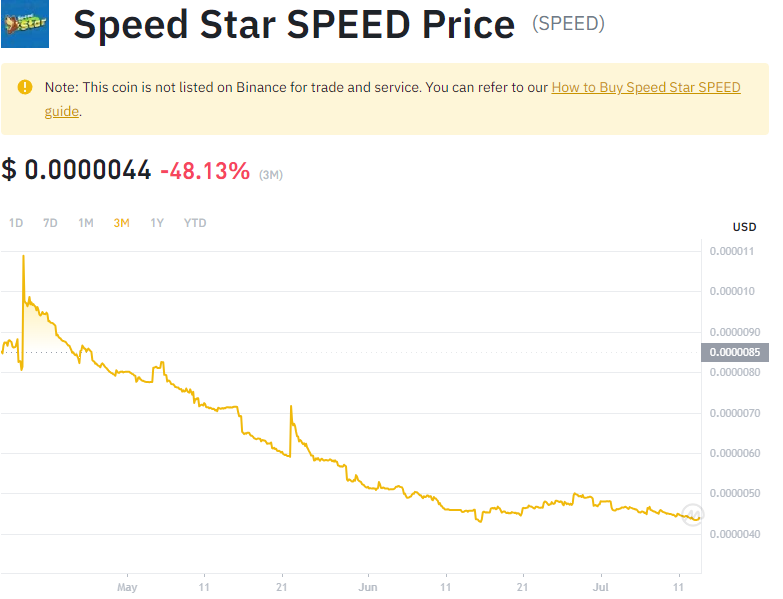 Star
Speed Star SPEED Price (SPEED)
Note: This coin is not listed on Binance for trade and service. You can refer to our How to Buy Speed Star SPEED
guide.
$ 0.0000044 -48.13% (3M)
1D 7D 1M 3M 1Y YTD
USD
0.000011
0.000010
0.0000090
0.0000085
0.0000080
0.0000070
0.0000060
0.0000050
0.0000040
May 11 21 Jun 11 21 Jul 11